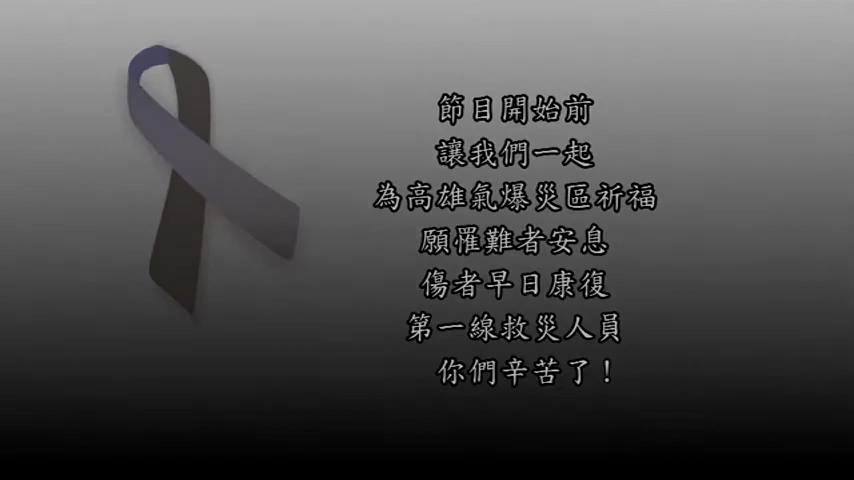 節目開始前
讓我們一起
為高雄氣爆災區祈福
願罹難者安息
傷者早日康復
第一線救災人員
你們辛苦了！